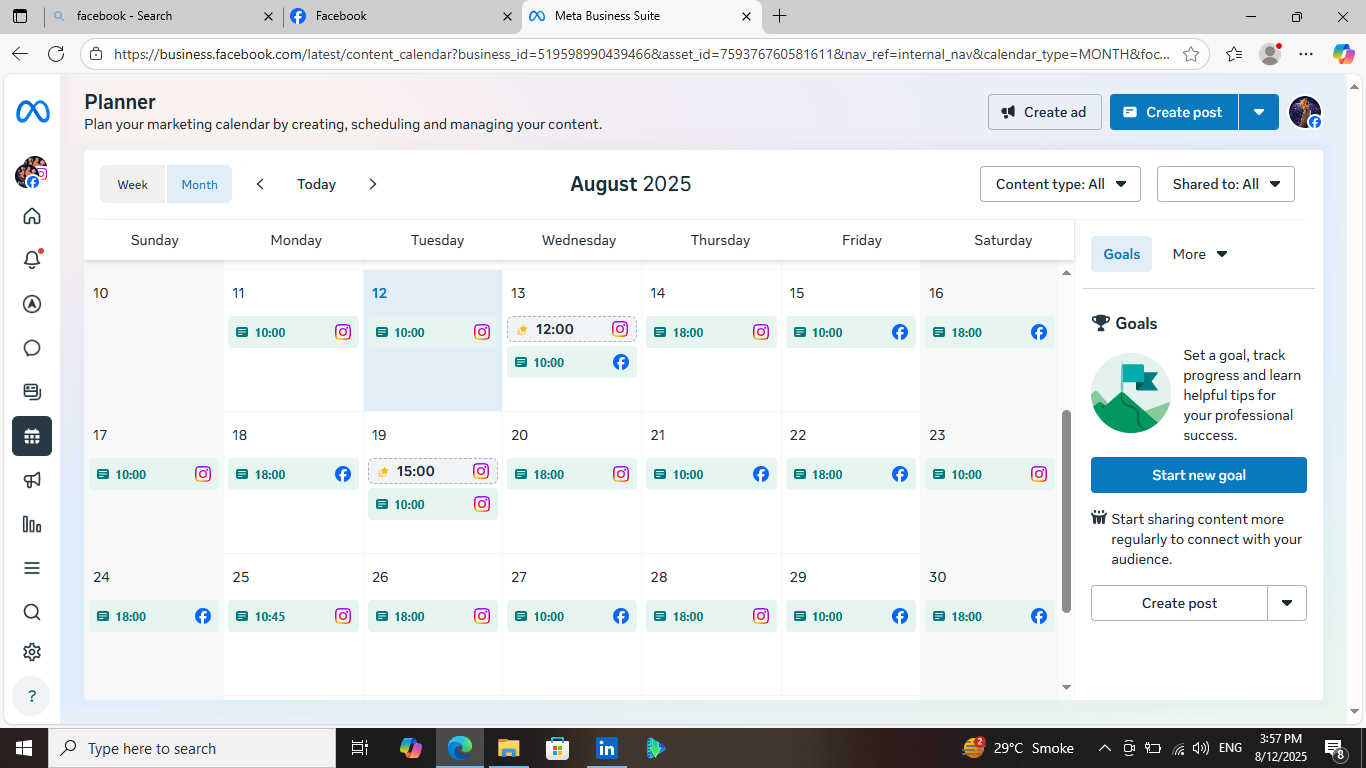 facebook - Search
Facebook
Meta Business Suite
https://business.facebook.com/latest/content_calendar?business_id=519598990439466&asset_id=759376760581611&nav_ref=internal_nav&calendar_type=MONTH&foc...
Planner
Plan your marketing calendar by creating, scheduling and managing your content.
Create ad
Create post
Week
Month
Today
August 2025
Content type: All
Shared to: All
Sunday
Monday
Tuesday
Wednesday
Thursday
Friday
Saturday
10
11
12
13
14
15
16
10:00
10:00
12:00
10:00
18:00
10:00
18:00
17
18
19
20
21
22
23
10:00
18:00
15:00
10:00
18:00
10:00
18:00
10:00
24
25
26
27
28
29
30
18:00
10:45
18:00
10:00
18:00
10:00
18:00
Goals
More
Goals
Set a goal, track
progress and learn
helpful tips for
your professional
success.
Start new goal
Start sharing content more
regularly to connect with your
audience.
Create post
?
Type here to search
in
2
29°C Smoke
ENG
3:57 PM
8/12/2025
8